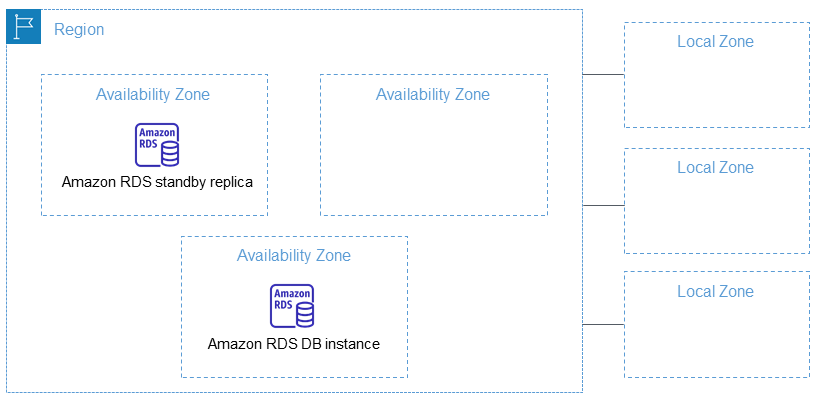 Region
Local Zone
Availability Zone
Availability Zone
Amazon
RDS
Amazon RDS standby replica
Local Zone
Availability Zone
Amazon
RDS
Amazon RDS DB instance
Local Zone